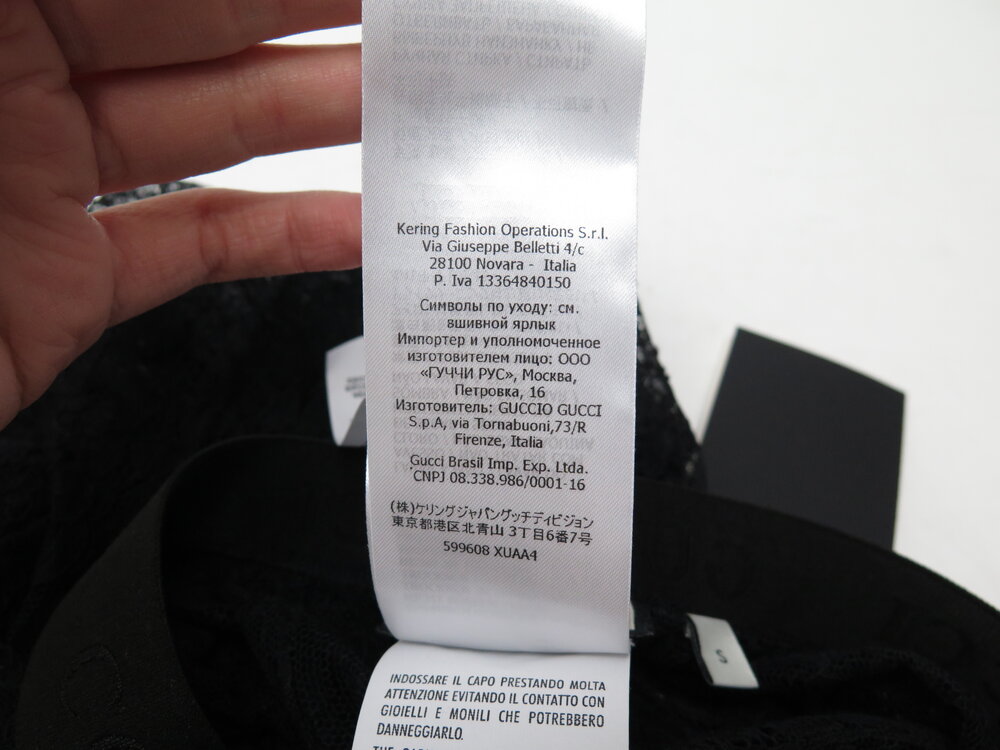 Kering Fashion Operations S.r.l.
Via Giuseppe Belletti 4/c
28100 Novara - Italia
P. Iva 13364840150
Символы по уходу: см.
вшивной ярлык
Импортер и уполномоченное
изготовителем лицо: ООО
«ГУЧЧИ РУС», Москва,
Петровка, 16
Изготовитель: GUCCIO GUCCI
S.p.A, via Tornabuoni,73/R
Firenze, Italia
Gucci Brasil Imp. Exp. Ltda.
CNPJ 08.338.986/0001-16
(株)ケリングジャパングッチディビジョン
東京都港区北青山 3丁目6番7号
599608 XUAA4
S
INDOSSARE IL CAPO PRESTANDO MOLTA
ATTENZIONE EVITANDO IL CONTATTO CON
GIOIELLI E MONILI CHE POTREBBERO
DANNEGGIARLO.